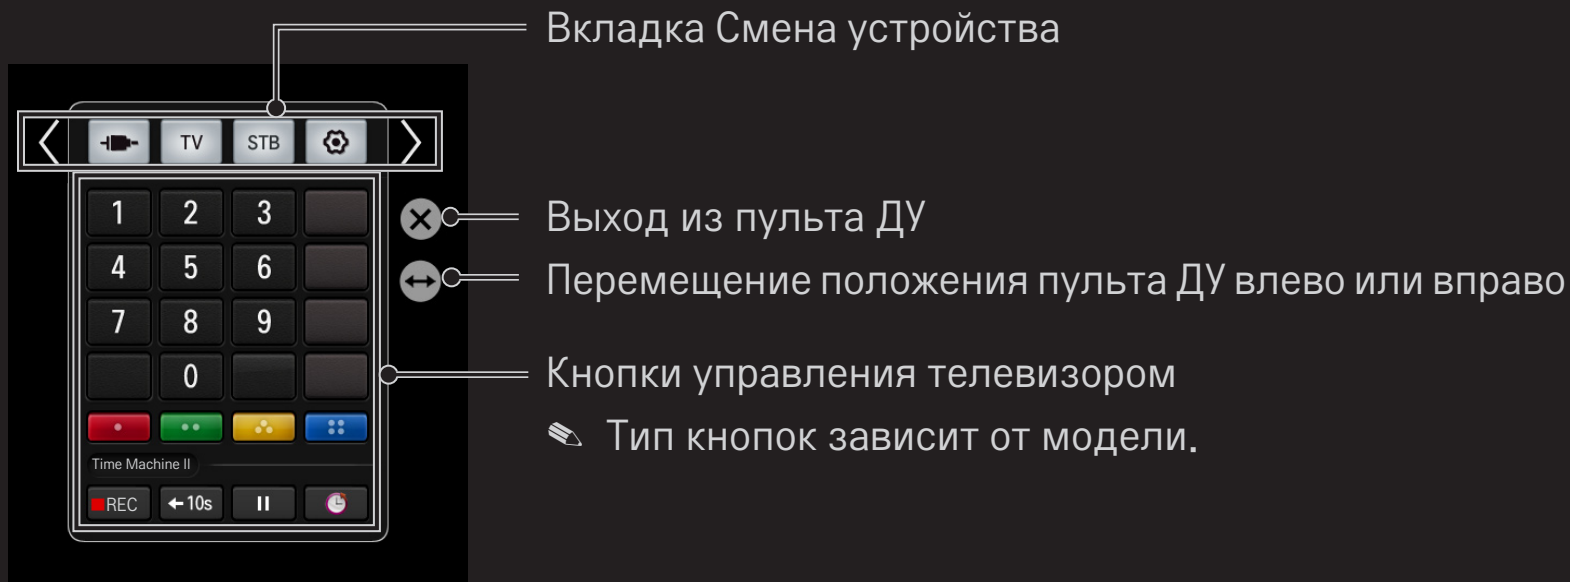 Вкладка Смена устройства
TV STB
1 2 3
Выход из пульта ДУ
4 5 6
Перемещение положения пульта ДУ влево или вправо
7 8 9
0
Кнопки управления телевизором
Тип кнопок зависит от модели.
Time Machine II
REC 10s